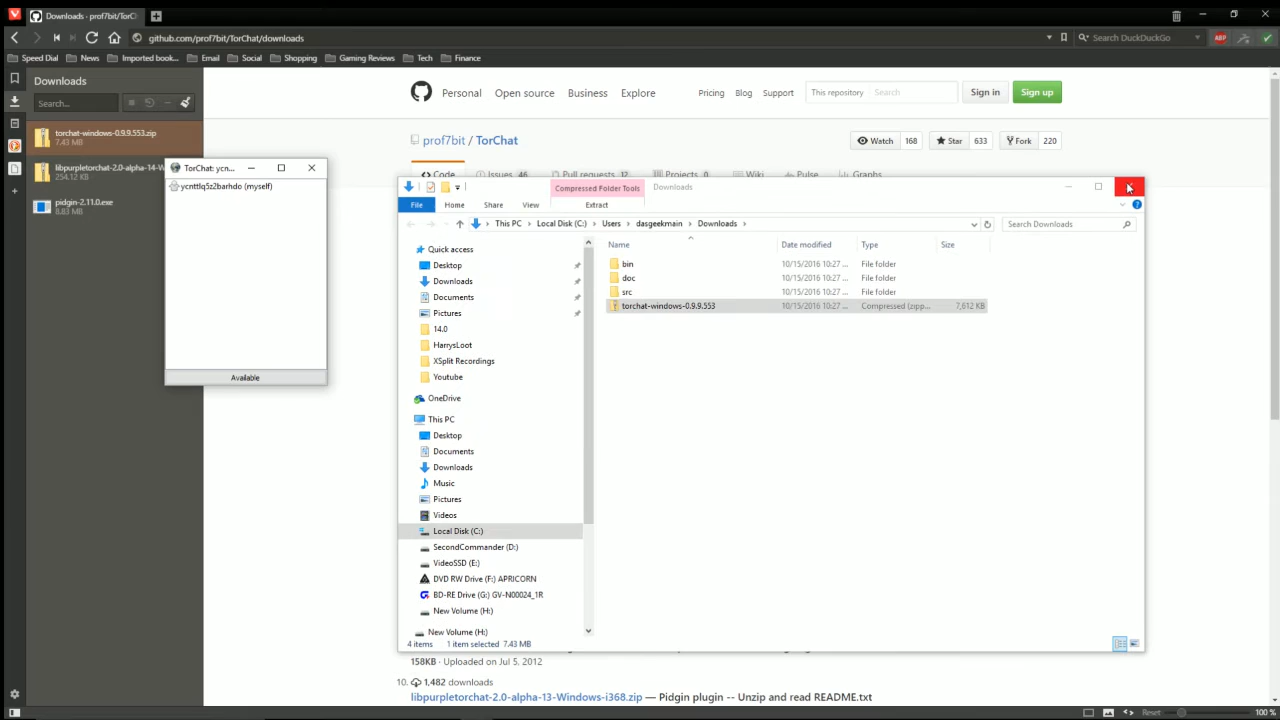 Downloads - prof7bit/TorC
github.com/prof7bit/TorChat/downloads
Search DuckDuckGo
ABP
Speed Dial
News
Imported book...
Email
Social
Shopping
Gaming Reviews
Tech
Finance
Downloads
Search...
torchat-windows-0.9.9.553.zip
7.43 MB
libpurpletorchat-2.0-alpha-14-W
254.12 KB
pidgin-2.11.0.exe
8.83 MB
TorChat: ycn...
ycnttlq5z2barhdo (myself)
Available
Personal
Open source
Business
Explore
Pricing
Blog
Support
This repository
Search
Sign in
Sign up
prof7bit / TorChat
Watch
168
Star
633
Fork
220
Code
Issues 46
Pull requests 12
Projects 0
Wiki
Pulse
Graphs
Compressed Folder Tools
Downloads
File
Home
Share
View
Extract
This PC
Local Disk (C:)
Users
dasgeekmain
Downloads
Search Downloads
Name
Date modified
Type
Size
bin
10/15/2016 10:27 ...
File folder
doc
10/15/2016 10:27 ...
File folder
src
10/15/2016 10:27 ...
File folder
torchat-windows-0.9.9.553
10/15/2016 10:27 ...
Compressed (zipp...
7,612 KB
Quick access
Desktop
Downloads
Documents
Pictures
14.0
HarrysLoot
XSplit Recordings
Youtube
OneDrive
This PC
Desktop
Documents
Downloads
Music
Pictures
Videos
Local Disk (C:)
SecondCommander (D:)
VideoSSD (E:)
DVD RW Drive (F:) APRICORN
BD-RE Drive (G:) GV-N00024_1R
New Volume (H:)
New Volume (H:)
4 items
1 item selected 7.43 MB
158KB · Uploaded on Jul 5, 2012
10. 1,482 downloads
libpurpletorchat-2.0-alpha-13-Windows-i368.zip — Pidgin plugin -- Unzip and read README.txt
Reset
100 %